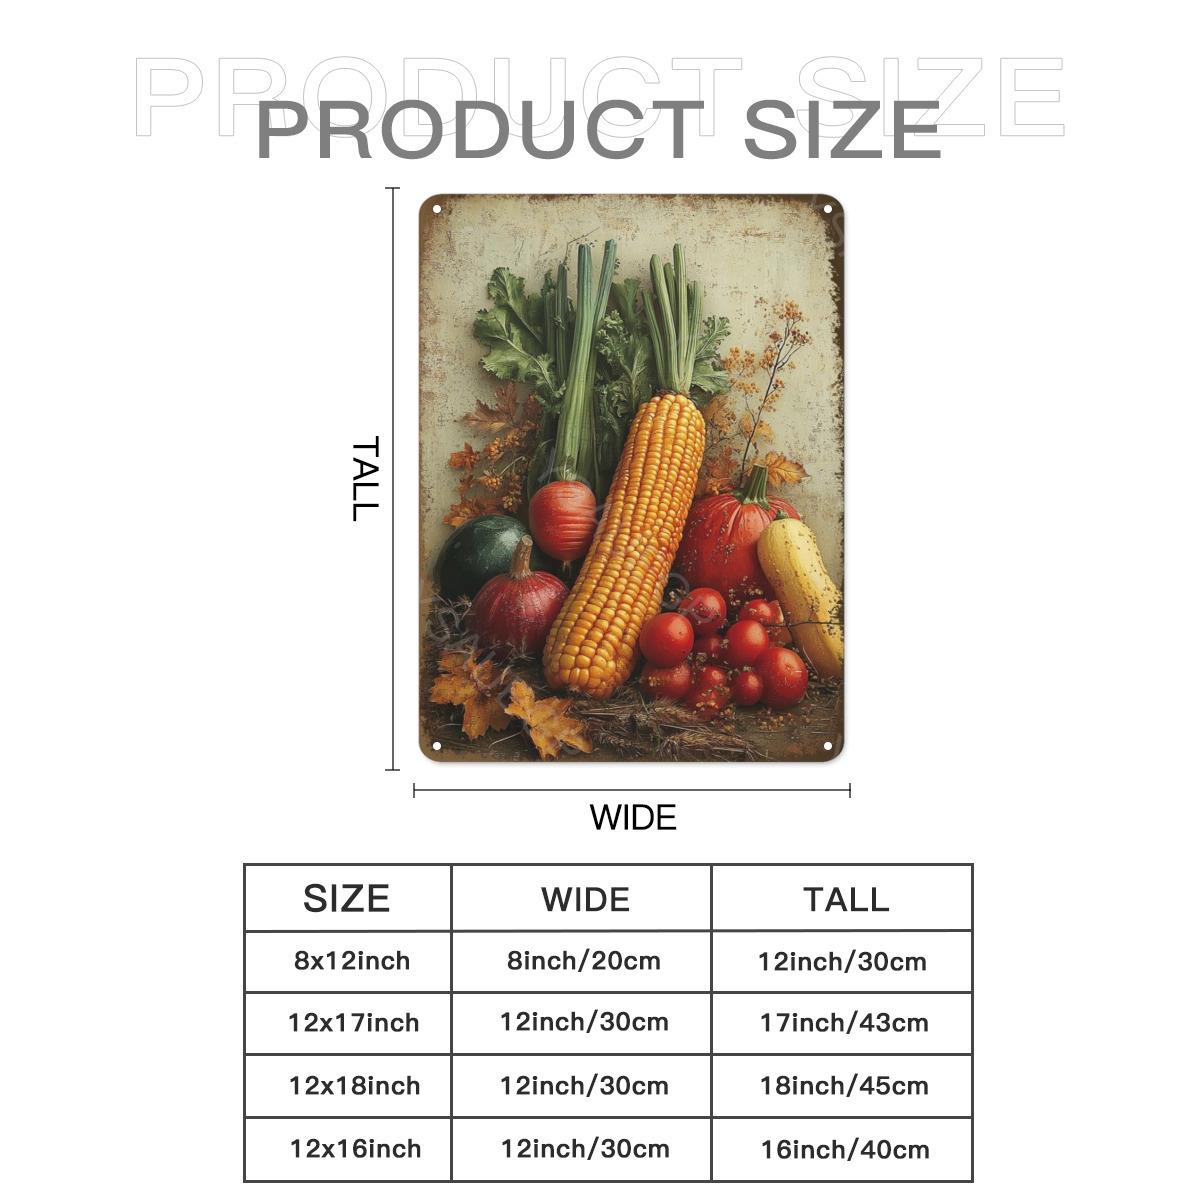 PRODUCT SIZE
PRODUCT SIZE
TALL
WIDE
SIZE WIDE TALL
8x12inch 8inch/20cm 12inch/30cm
12x17inch 12inch/30cm 17inch/43cm
12x18inch 12inch/30cm 18inch/45cm
12x16inch 12inch/30cm 16inch/40cm